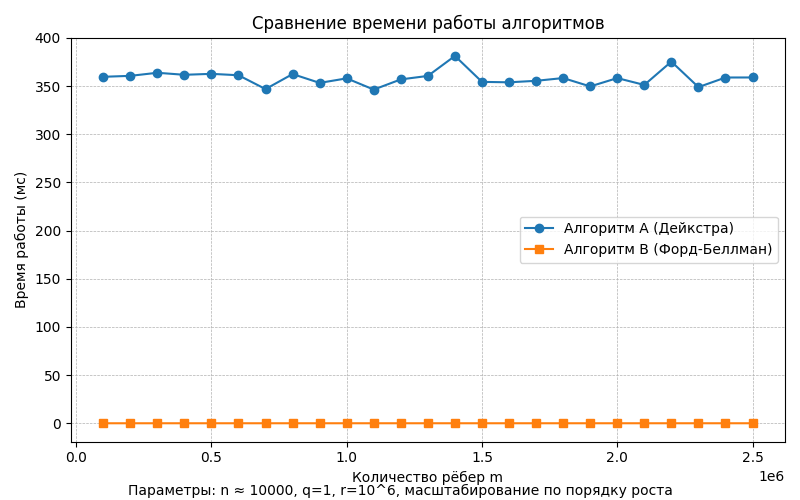 Сравнение времени работы алгоритмов
Время работы (мс)
400
350
300
250
200
150
100
50
0
Алгоритм A (Дейкстра)
Алгоритм B (Форд-Беллман)
0.0 0.5 1.0 1.5 2.0 2.5
1e6
Количество рёбер m
Параметры: n ≈ 10000, q=1, r=10^6, масштабирование по порядку роста